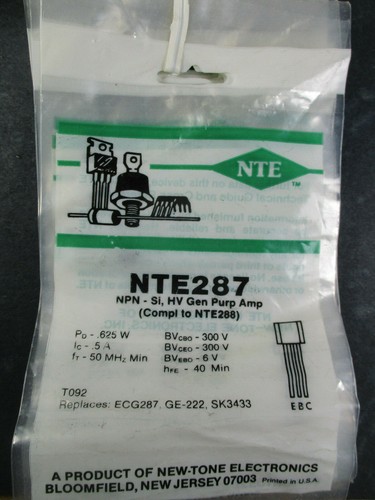 NTE
TM
NTE287
NPN - Si, HV Gen Purp Amp
(Compl to NTE288)
PD - .625 W BVCBO - 300 V
IC - .5 A BVCEO - 300 V
fT - 50 MHz Min BVEBO - 6 V
hFE - 40 Min
T092
Replaces: ECG287, GE-222, SK3433
E B C
A PRODUCT OF NEW-TONE ELECTRONICS
BLOOMFIELD, NEW JERSEY 07003 Printed in U.S.A.